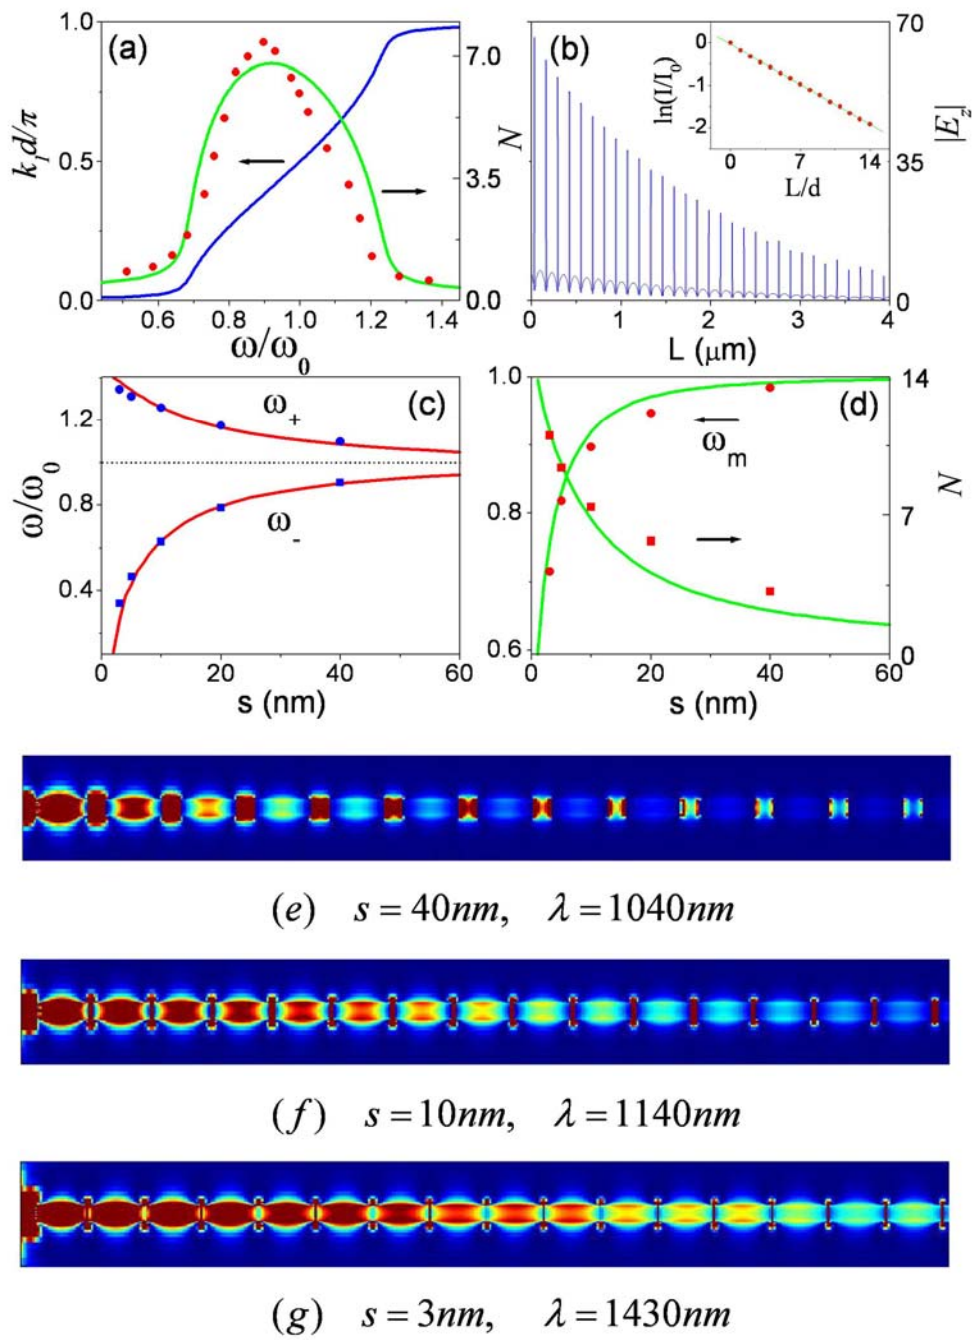 (a)
k_l d/π
1.0
0.5
0.0
0.6 0.8 1.0 1.2 1.4
ω/ω_0
7.0
3.5
0.0
N
(b)
ln(I/I_0)
0
-1
-2
0 7 14
L/d
70
35
0
|E_z|
0 1 2 3 4
L (μm)
(c)
ω/ω_0
1.2
0.8
0.4
ω_+
ω_-
0 20 40 60
s (nm)
(d)
1.0
0.8
0.6
ω_m
14
7
0
N
0 20 40 60
s (nm)
(e) s = 40nm, λ = 1040nm
(f) s = 10nm, λ = 1140nm
(g) s = 3nm, λ = 1430nm